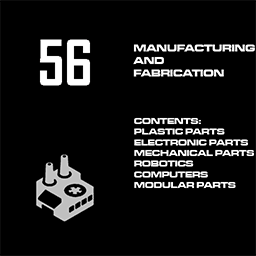 56
MANUFACTURING
AND
FABRICATION
CONTENTS:
PLASTIC PARTS
ELECTRONIC PARTS
MECHANICAL PARTS
ROBOTICS
COMPUTERS
MODULAR PARTS